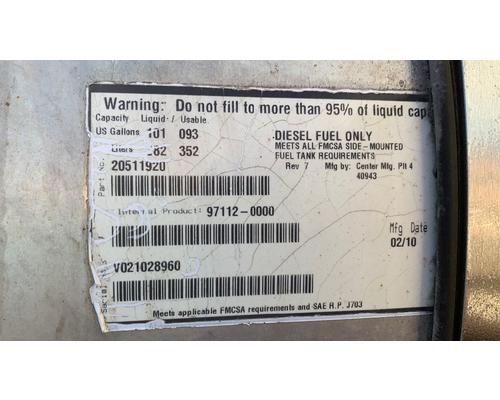 Warning: Do not fill to more than 95% of liquid cap
Capacity Liquid / Usable
US Gallons 101 093
Liters 382 352
DIESEL FUEL ONLY
MEETS ALL FMCSA SIDE-MOUNTED
FUEL TANK REQUIREMENTS
Rev 7 Mfg by: Center Mfg. Plt 4
40943
Part No.
20511920
Internal Product: 97112-0000
Mfg Date
02/10
Serial
V021028960
Meets applicable FMCSA requirements and SAE R.P. J703